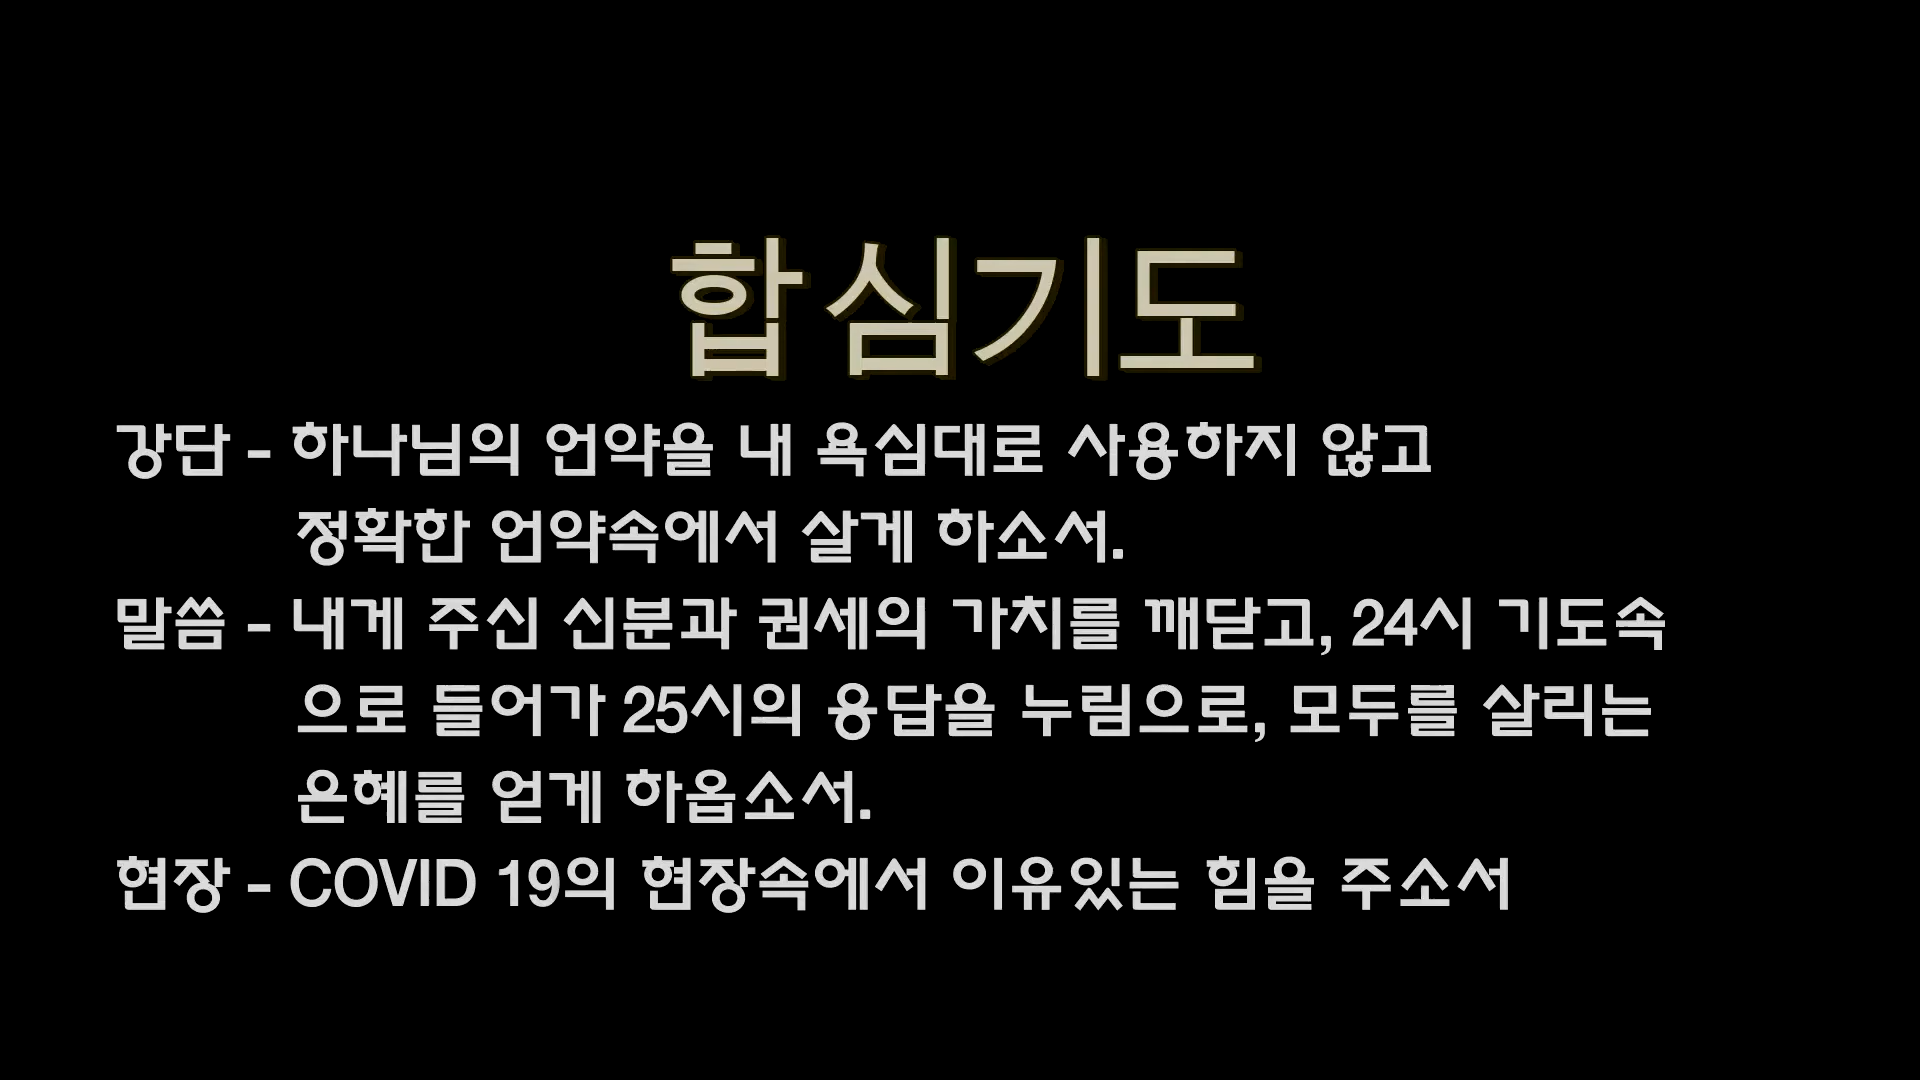 합심기도
강단 - 하나님의 언약을 내 욕심대로 사용하지 않고
정확한 언약속에서 살게 하소서.
말씀 - 내게 주신 신분과 권세의 가치를 깨닫고, 24시 기도속
으로 들어가 25시의 응답을 누림으로, 모두를 살리는
은혜를 얻게 하옵소서.
현장 - COVID 19의 현장속에서 이유있는 힘을 주소서